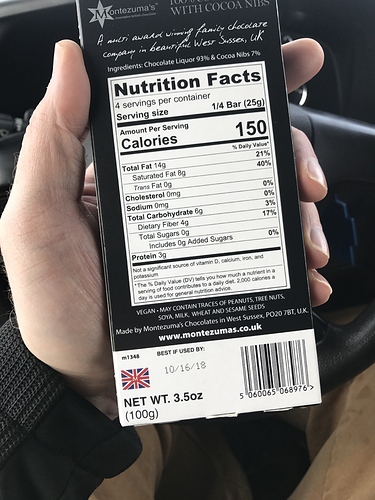 Montezuma's
100%
WITH COCOA NIBS
A multi award winning family chocolate
company in beautiful West Sussex, UK
Ingredients: Chocolate Liquor 93% & Cocoa Nibs 7%
Nutrition Facts
4 servings per container
Serving size 1/4 Bar (25g)
Amount Per Serving
Calories 150
% Daily Value*
Total Fat 14g 21%
Saturated Fat 8g 40%
Trans Fat 0g
Cholesterol 0mg 0%
Sodium 0mg 0%
Total Carbohydrate 6g 3%
Dietary Fiber 4g 17%
Total Sugars 0g
Includes 0g Added Sugars 0%
Protein 3g
Not a significant source of vitamin D, calcium, iron, and
potassium
*The % Daily Value (DV) tells you how much a nutrient in a
serving of food contributes to a daily diet. 2,000 calories a
day is used for general nutrition advice.
VEGAN • MAY CONTAIN TRACES OF PEANUTS, TREE NUTS,
SOYA, MILK, WHEAT AND SESAME SEEDS
Made by Montezuma's Chocolates in West Sussex, PO20 7BT, U.K.
www.montezumas.co.uk
m1348
BEST IF USED BY:
10/16/18
NET WT. 3.5oz
(100g)
5 060065 068976 >